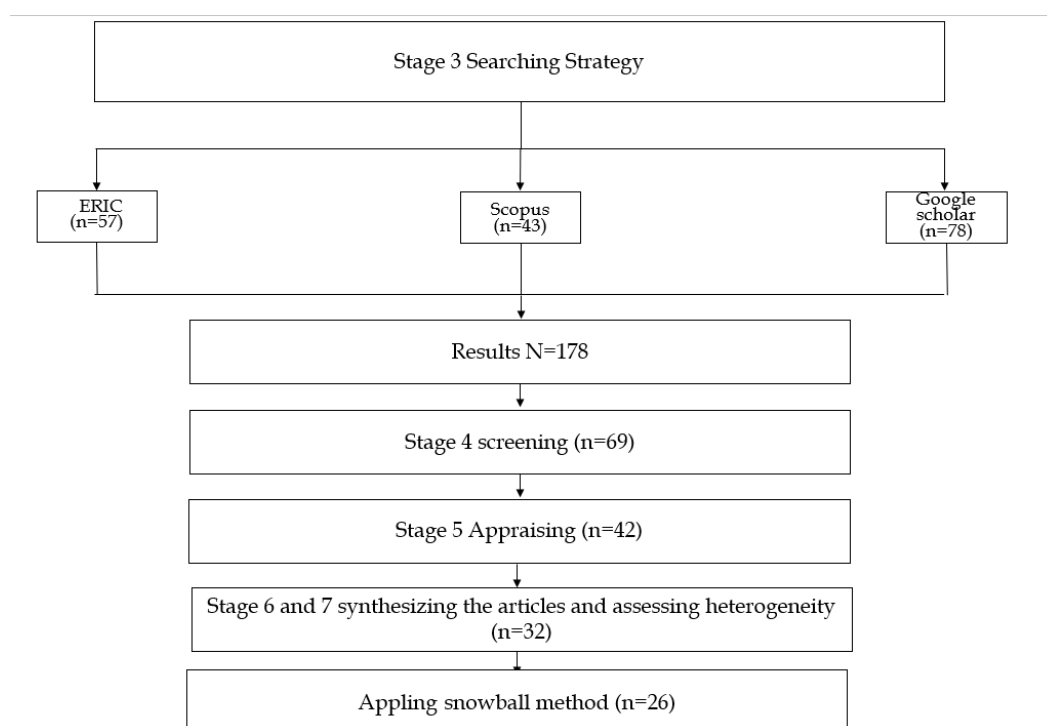 Stage 3 Searching Strategy
ERIC
(n=57)
Scopus
(n=43)
Google
scholar
(n=78)
Results N=178
Stage 4 screening (n=69)
Stage 5 Appraising (n=42)
Stage 6 and 7 synthesizing the articles and assessing heterogeneity
(n=32)
Appling snowball method (n=26)